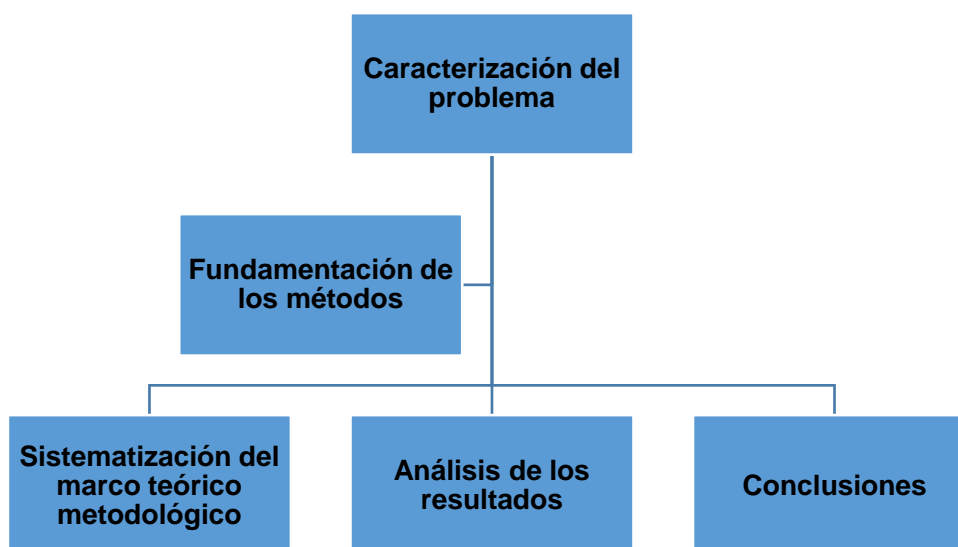 Caracterización del
problema
Fundamentación de
los métodos
Sistematización del
marco teórico
metodológico
Análisis de los
resultados
Conclusiones